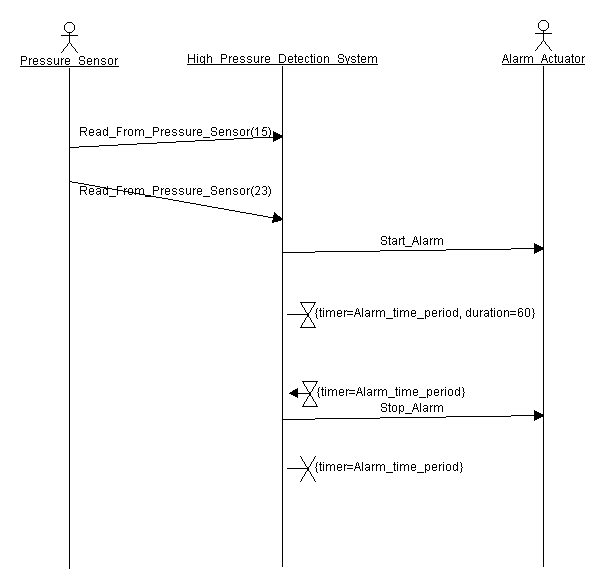 Pressure_Sensor
High_Pressure_Detection_System
Alarm_Actuator
Read_From_Pressure_Sensor(15)
Read_From_Pressure_Sensor(23)
Start_Alarm
{timer=Alarm_time_period, duration=60}
{timer=Alarm_time_period}
Stop_Alarm
{timer=Alarm_time_period}